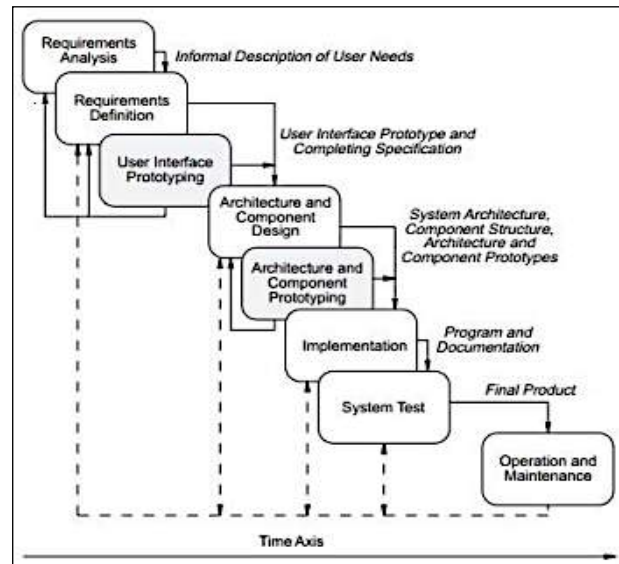 Requirements
Analysis
Informal Description of User Needs
Requirements
Definition
User Interface Prototype and
Completing Specification
User Interface
Prototyping
Architecture and
Component
Design
System Architecture,
Component Structure,
Architecture and
Component Prototypes
Architecture and
Component
Prototyping
Implementation
Program and
Documentation
System Test
Final Product
Operation and
Maintenance
Time Axis